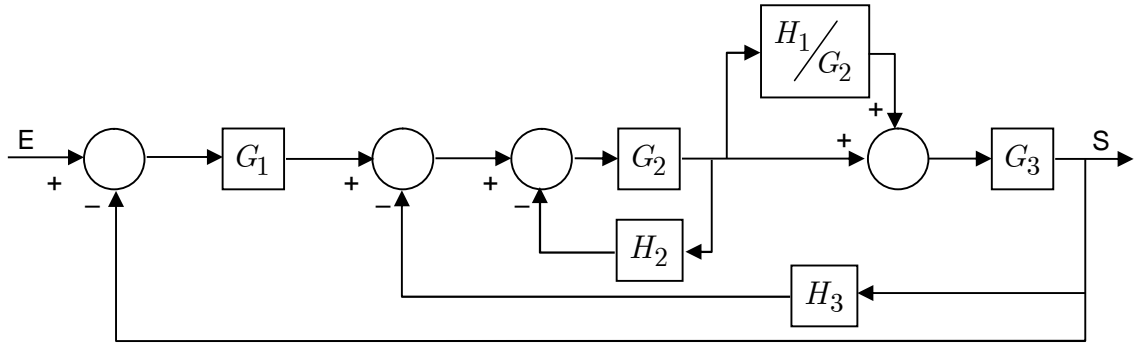 H₁/G₂
E
+
−
G₁
+
−
+
−
G₂
+
+
G₃
S
H₂
H₃